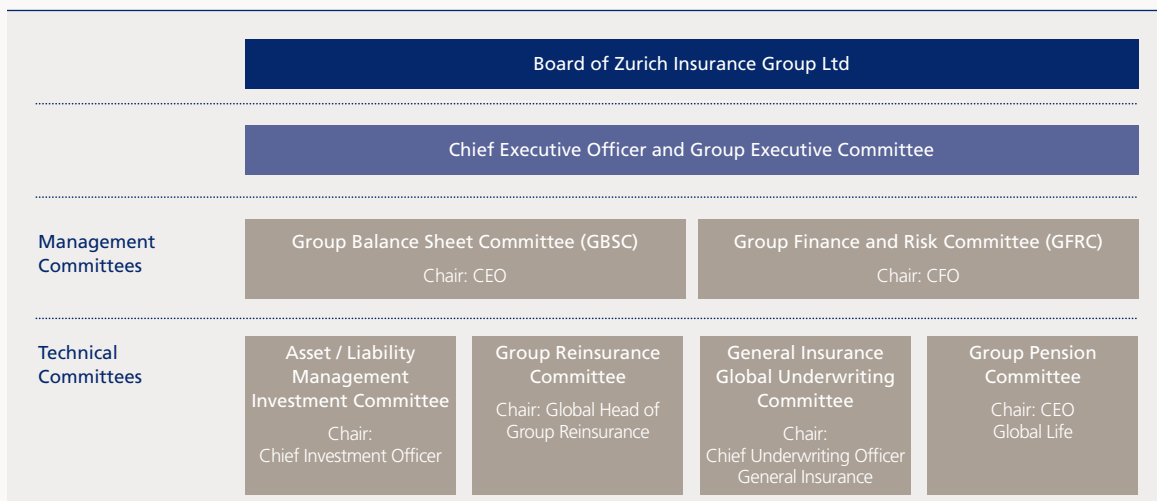 Board of Zurich Insurance Group Ltd
Chief Executive Officer and Group Executive Committee
Management
Committees
Group Balance Sheet Committee (GBSC)
Chair: CEO
Group Finance and Risk Committee (GFRC)
Chair: CFO
Technical
Committees
Asset / Liability
Management
Investment Committee
Chair:
Chief Investment Officer
Group Reinsurance
Committee
Chair: Global Head of
Group Reinsurance
General Insurance
Global Underwriting
Committee
Chair:
Chief Underwriting Officer
General Insurance
Group Pension
Committee
Chair: CEO
Global Life